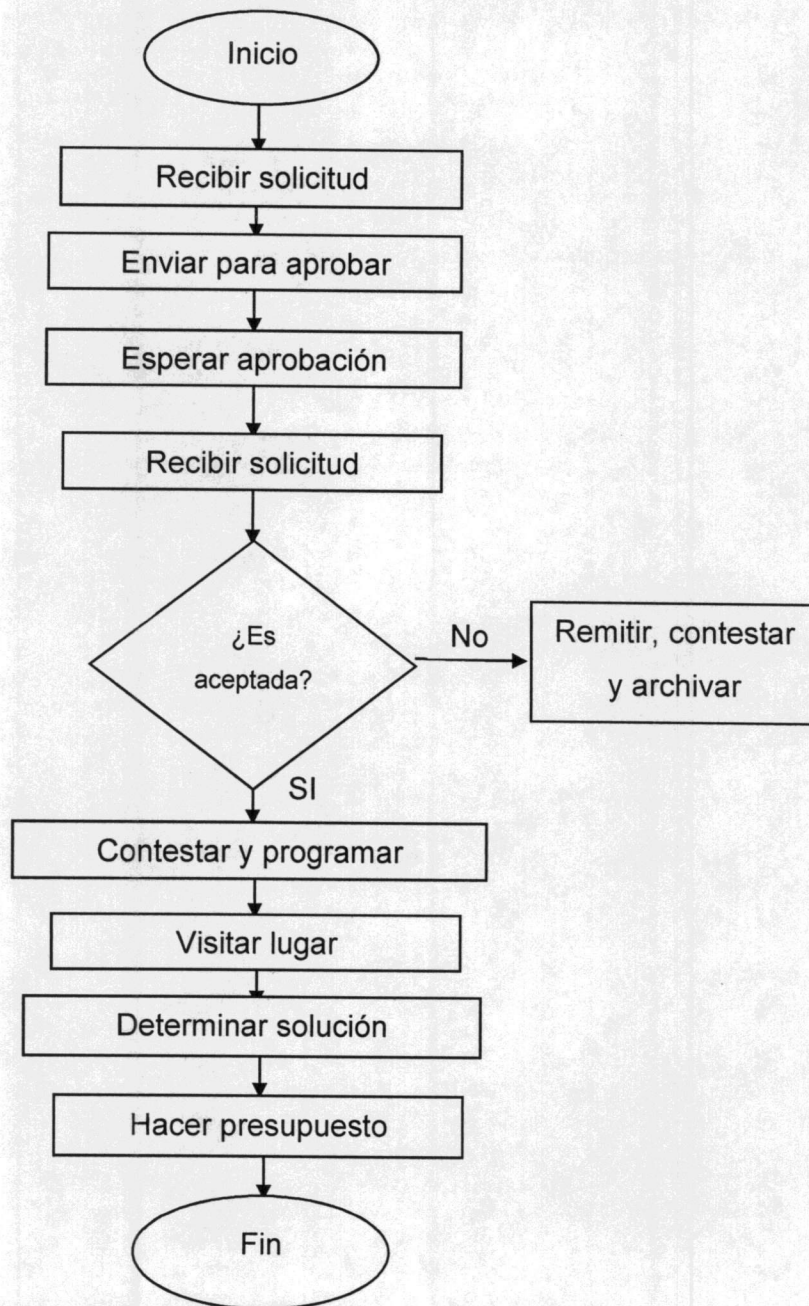 Inicio
Recibir solicitud
Enviar para aprobar
Esperar aprobación
Recibir solicitud
¿Es
aceptada?
No
Remitir, contestar
y archivar
SI
Contestar y programar
Visitar lugar
Determinar solución
Hacer presupuesto
Fin